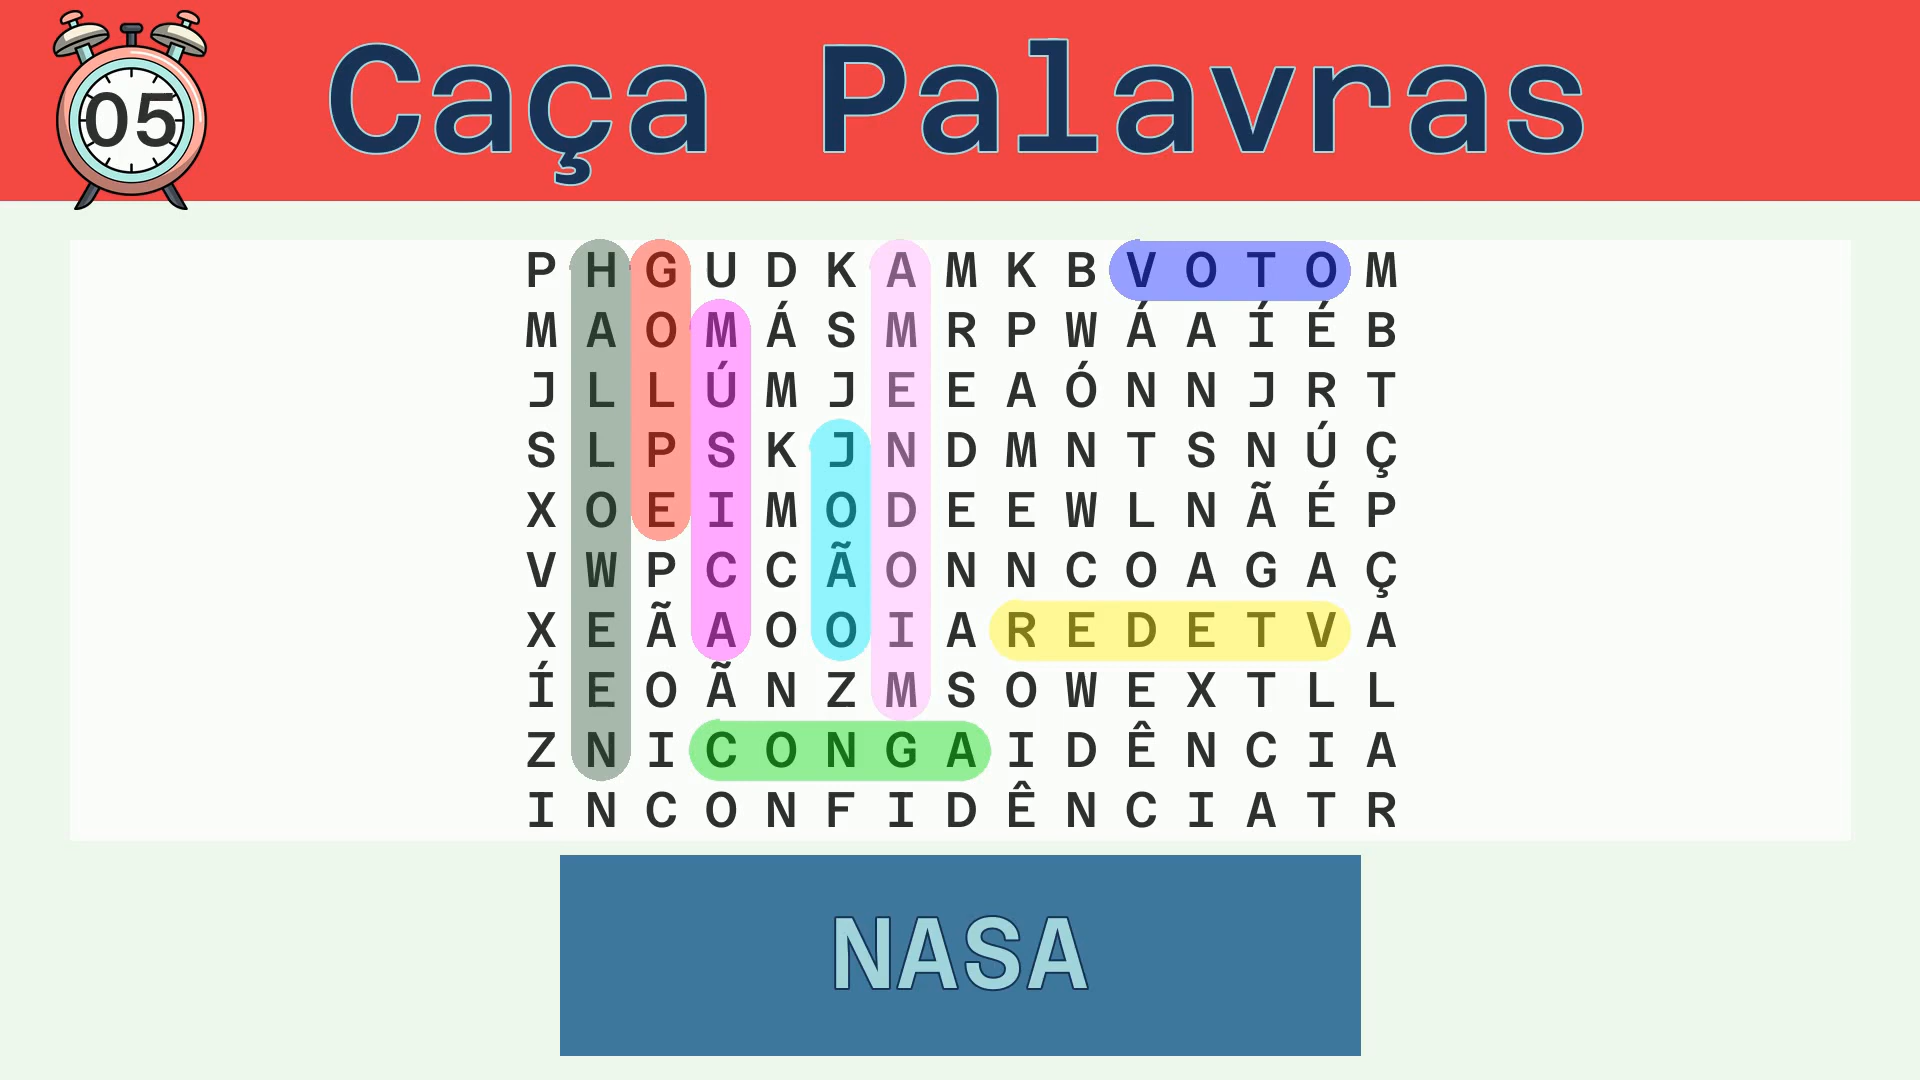 05
Caça Palavras
P H G U D K A M K B V O T O M
M A O M Á S M R P W Á A Í É B
J L L Ú M J E E A Ó N N J R T
S L P S K J N D M N T S N Ú Ç
X O E I M O D E E W L N Ã É P
V W P C C Ã O N N C O A G A Ç
X E Ã A O O I A R E D E T V A
Í E O Ã N Z M S O W E X T L L
Z N I C O N G A I D Ê N C I A
I N C O N F I D Ê N C I A T R
NASA